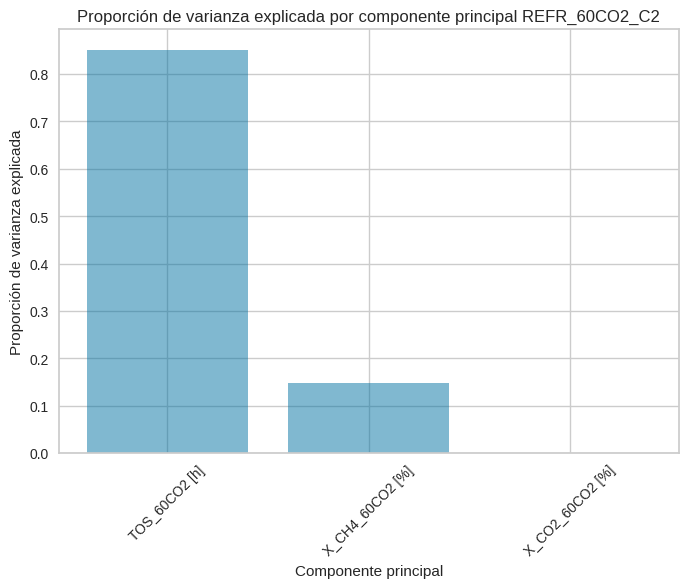 Proporción de varianza explicada por componente principal REFR_60CO2_C2
Proporción de varianza explicada
0.8
0.7
0.6
0.5
0.4
0.3
0.2
0.1
0.0
TOS_60CO2 [h]
X_CH4_60CO2 [%]
X_CO2_60CO2 [%]
Componente principal